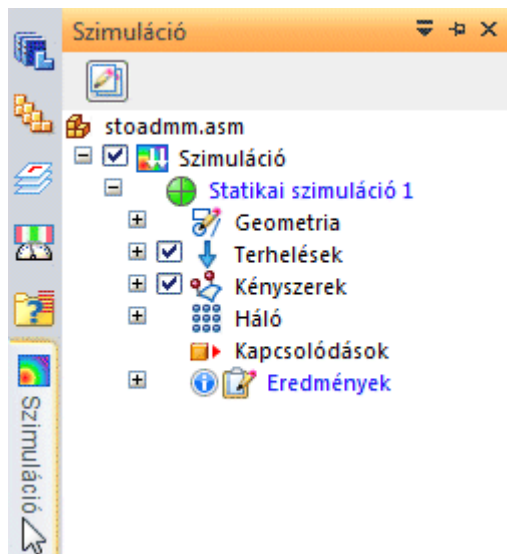 Szimuláció
stoadmm.asm
Szimuláció
Statikai szimuláció 1
Geometria
Terhelések
Kényszerek
Háló
Kapcsolódások
Eredmények
Szimuláció